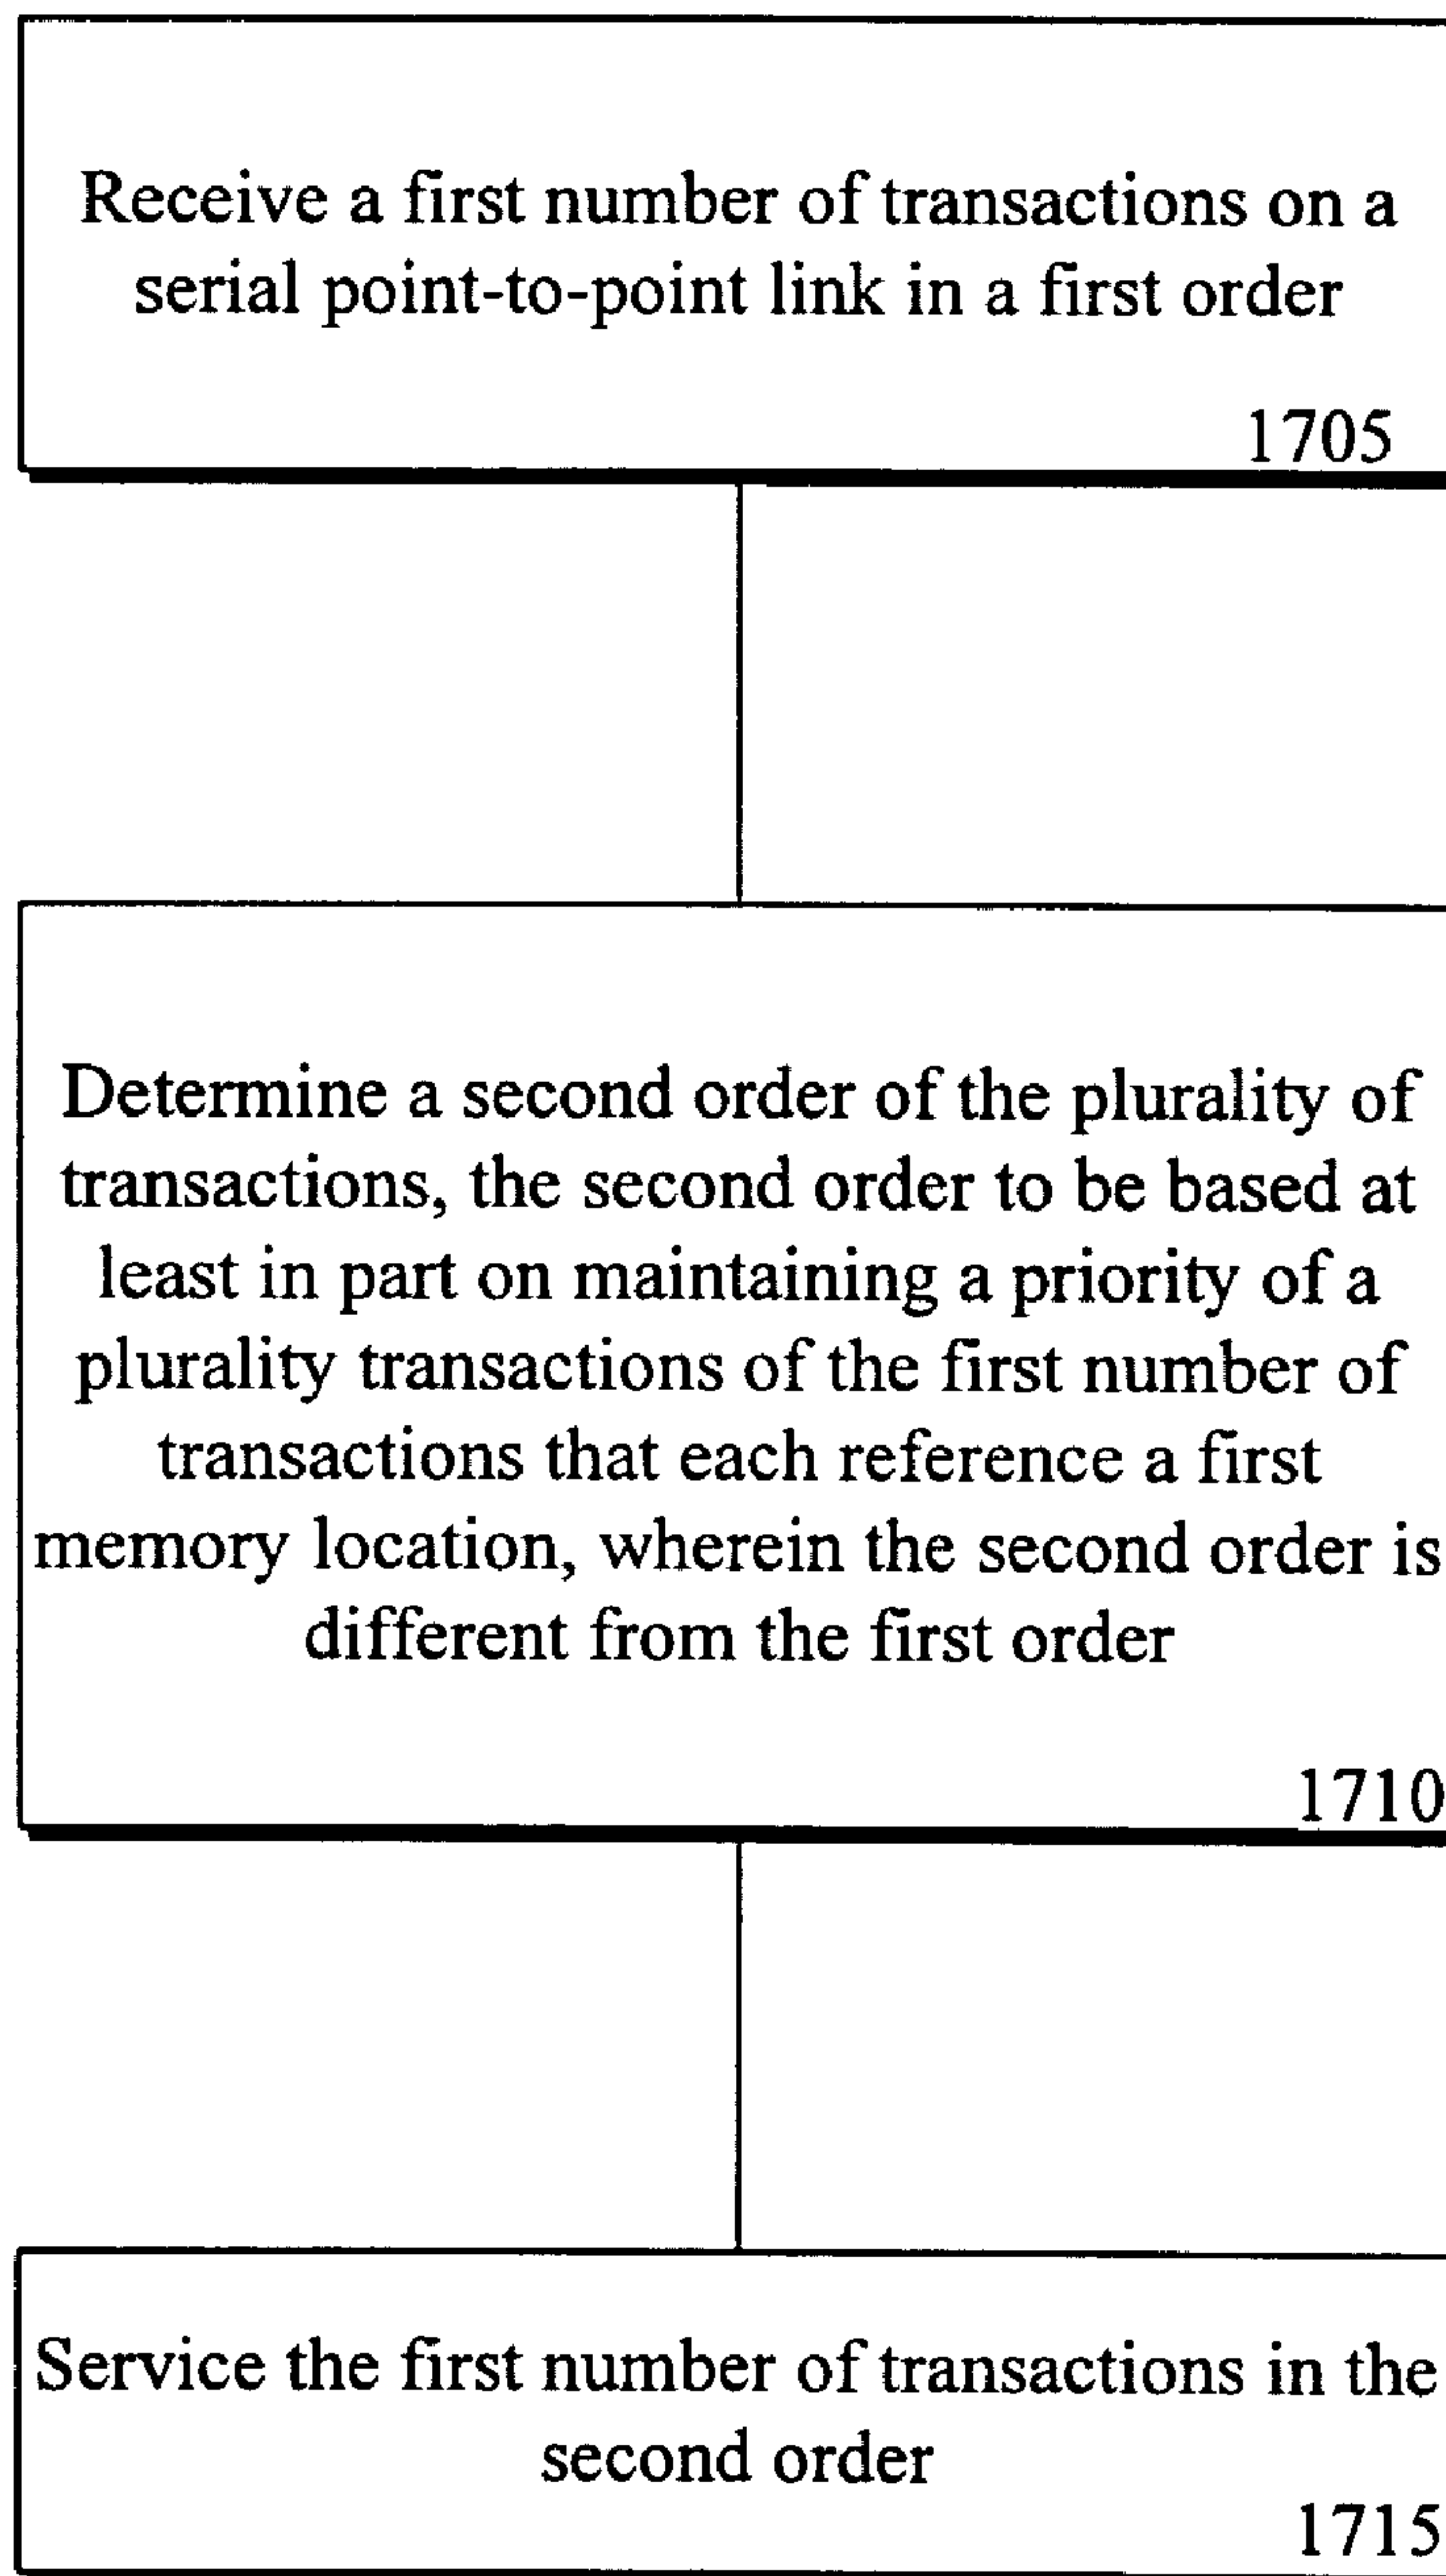 Receive a first number of transactions on a
serial point-to-point link in a first order
1705
Determine a second order of the plurality of
transactions, the second order to be based at
least in part on maintaining a priority of a
plurality transactions of the first number of
transactions that each reference a first
memory location, wherein the second order is
different from the first order
1710
Service the first number of transactions in the
second order
1715